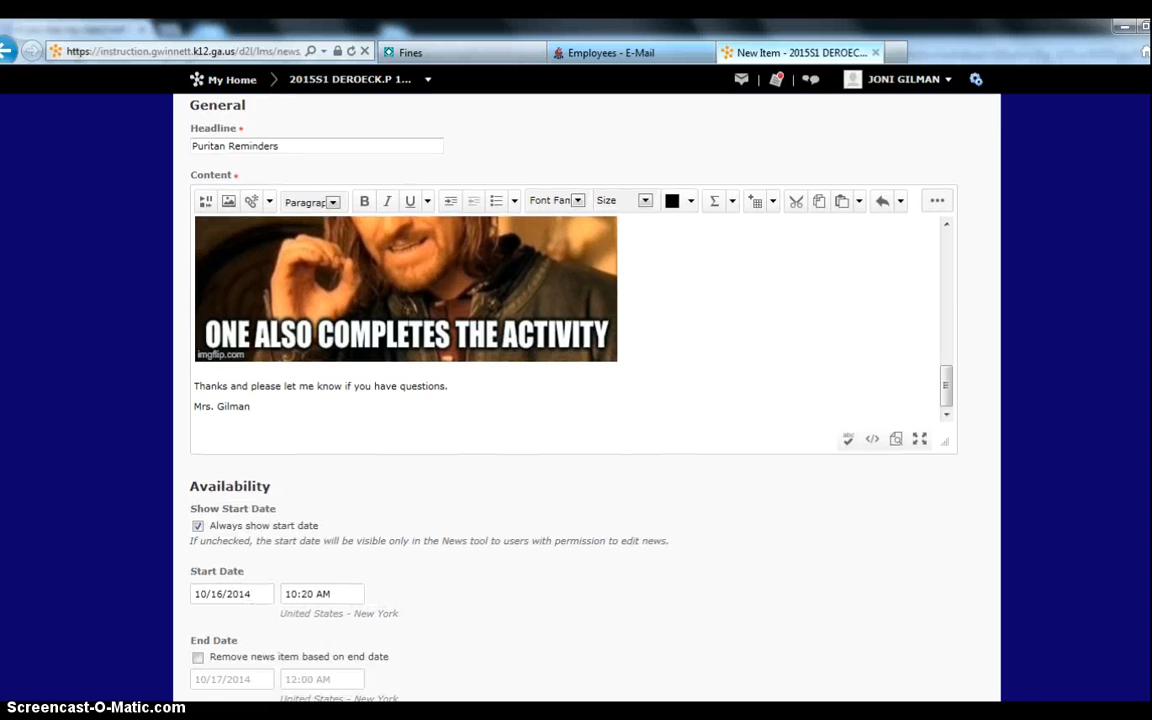 https://instruction.gwinnett.k12.ga.us/d2l/lms/news
Fines
Employees - E-Mail
New Item - 2015S1 DEROEC...
My Home
2015S1 DEROECK.P 1...
JONI GILMAN
General
Headline *
Puritan Reminders
Content *
Paragrap
B I U
Font Fan
Size
ONE ALSO COMPLETES THE ACTIVITY
imgflip.com
Thanks and please let me know if you have questions.
Mrs. Gilman
Availability
Show Start Date
Always show start date
If unchecked, the start date will be visible only in the News tool to users with permission to edit news.
Start Date
10/16/2014 10:20 AM
United States - New York
End Date
Remove news item based on end date
10/17/2014 12:00 AM
United States - New York
Screencast-O-Matic.com